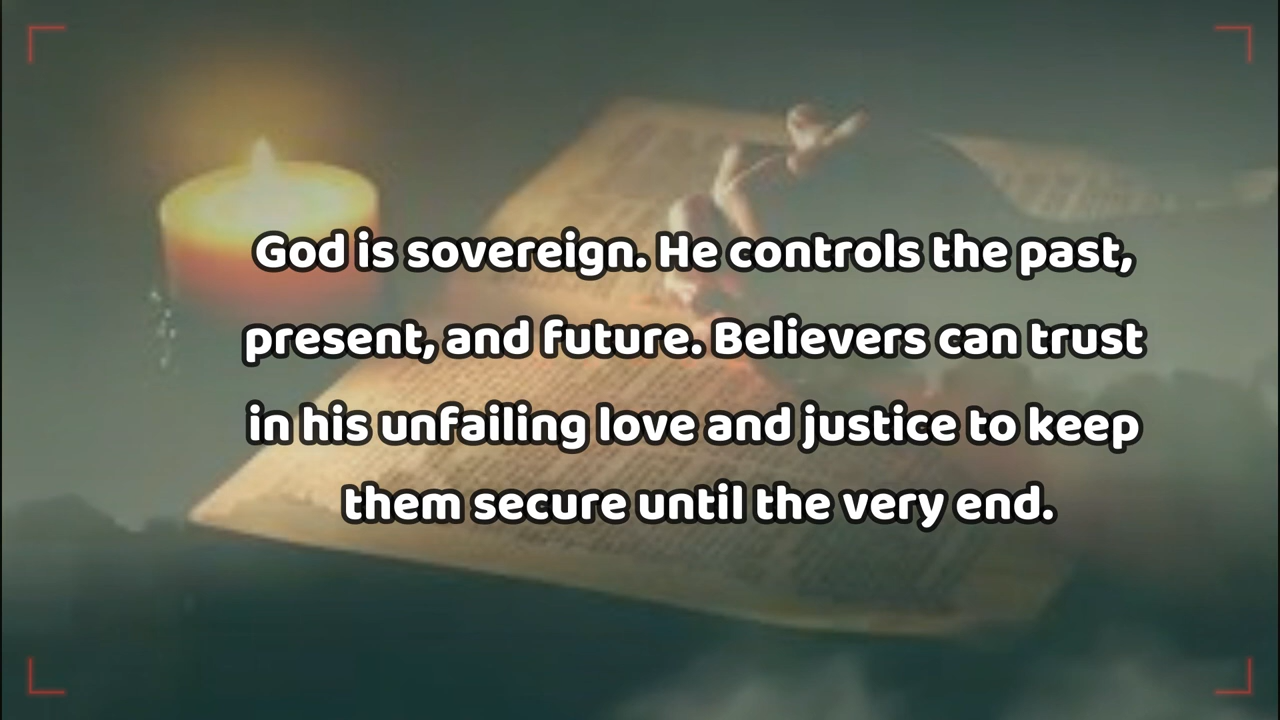 God is sovereign. He controls the past,
present, and future. Believers can trust
in his unfailing love and justice to keep
them secure until the very end.